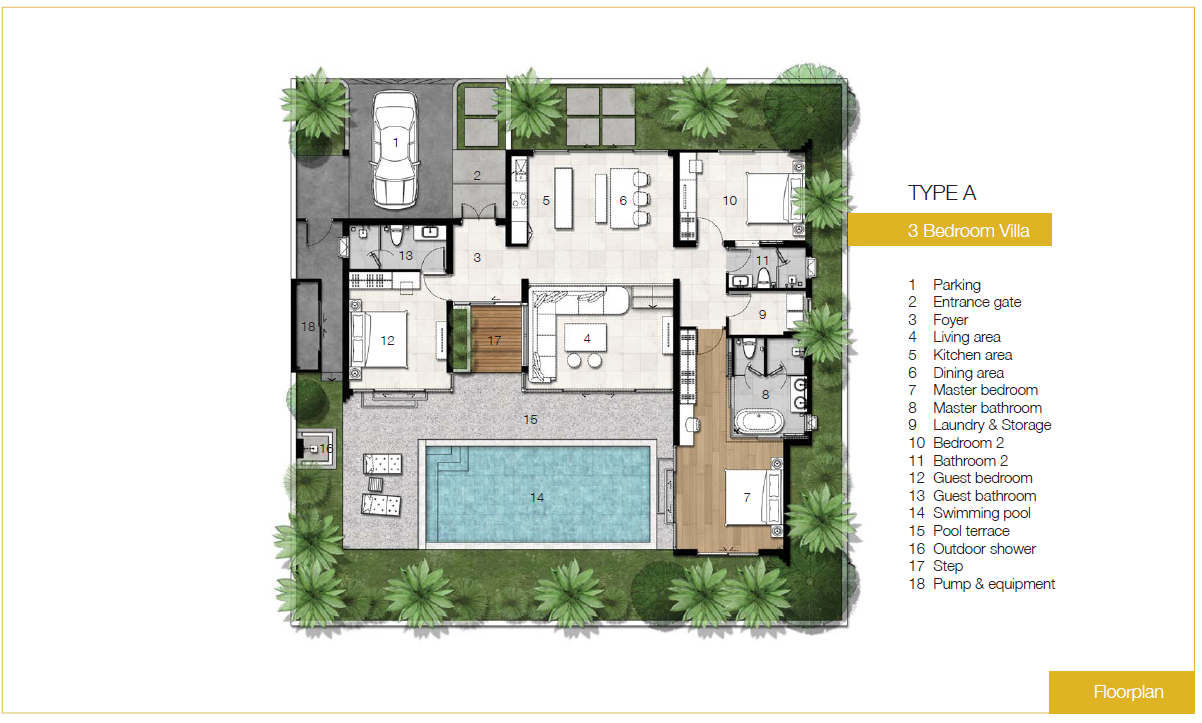 1
2
3
4
5
6
7
8
9
10
11
12
13
14
15
16
17
18
TYPE A
3 Bedroom Villa
1 Parking
2 Entrance gate
3 Foyer
4 Living area
5 Kitchen area
6 Dining area
7 Master bedroom
8 Master bathroom
9 Laundry & Storage
10 Bedroom 2
11 Bathroom 2
12 Guest bedroom
13 Guest bathroom
14 Swimming pool
15 Pool terrace
16 Outdoor shower
17 Step
18 Pump & equipment
Floorplan